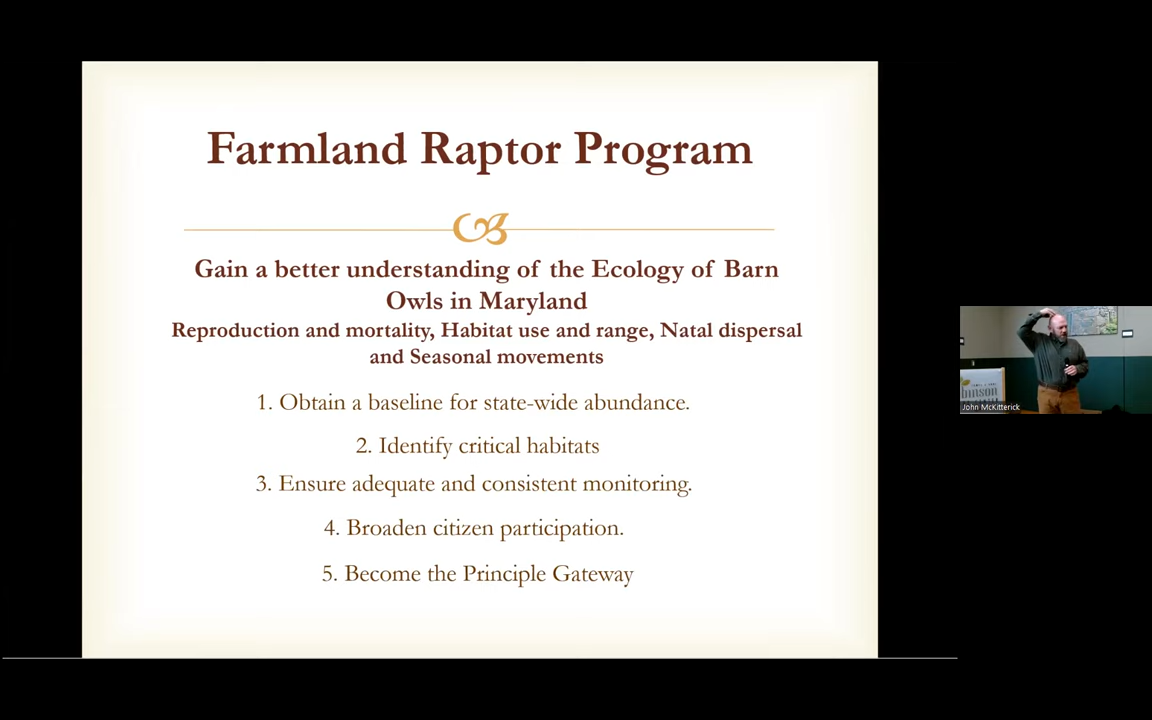 Farmland Raptor Program
Gain a better understanding of the Ecology of Barn
Owls in Maryland
Reproduction and mortality, Habitat use and range, Natal dispersal
and Seasonal movements
1. Obtain a baseline for state-wide abundance.
2. Identify critical habitats
3. Ensure adequate and consistent monitoring.
4. Broaden citizen participation.
5. Become the Principle Gateway
John McKitterick